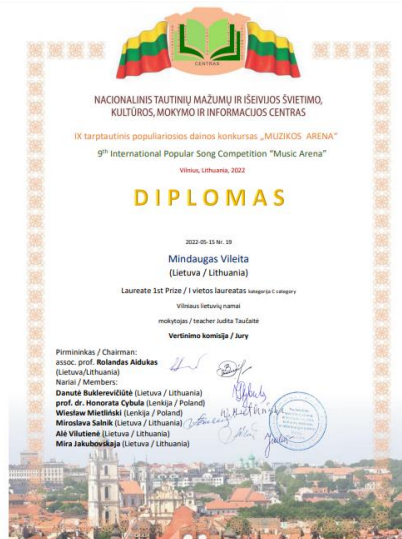 CENTRAS
NACIONALINIS TAUTINIŲ MAŽUMŲ IR IŠEIVIJOS ŠVIETIMO,
KULTŪROS, MOKYMO IR INFORMACIJOS CENTRAS
IX tarptautinis populiariosios dainos konkursas „MUZIKOS ARENA"
9th International Popular Song Competition "Music Arena"
Vilnius, Lithuania, 2022
DIPLOMAS
2022-05-15 Nr. 19
Mindaugas Vileita
(Lietuva / Lithuania)
Laureate 1st Prize / I vietos laureatas kategorija C category
Vilniaus lietuvių namai
mokytojas / teacher Judita Taučaitė
Vertinimo komisija / Jury
Pirmininkas / Chairman:
assoc. prof. Rolandas Aidukas
(Lietuva/Lithuania)
Nariai / Members:
Danutė Buklerevičiūtė (Lietuva / Lithuania)
prof. dr. Honorata Cybula (Lenkija / Poland)
Wiesław Mietliński (Lenkija / Poland)
Miroslava Salnik (Lietuva / Lithuania)
Alė Vilutienė (Lietuva / Lithuania)
Mira Jakubovskaja (Lietuva / Lithuania)